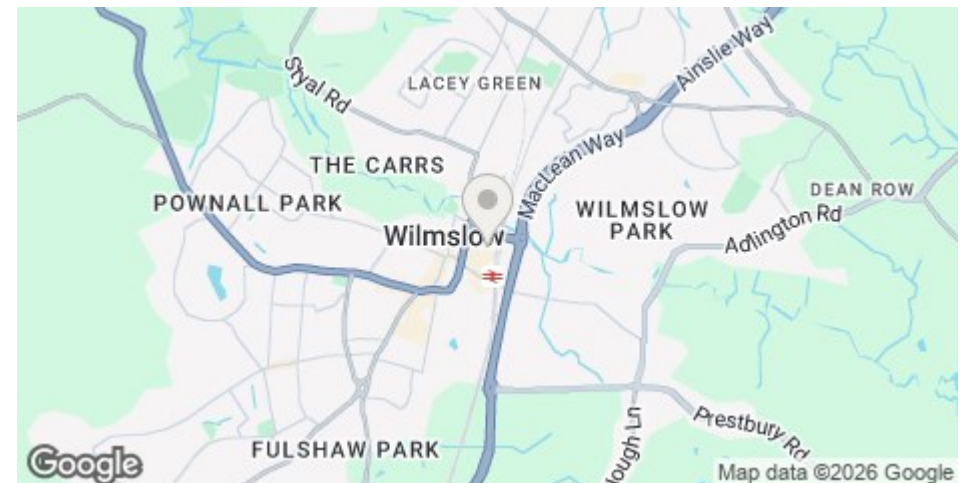 Ainslie Way
LACEY GREEN
Styal Rd
MacLean Way
THE CARRS
DEAN ROW
POWNALL PARK
WILMSLOW
PARK
Wilmslow
Adlington Rd
Prestbury Rd
FULSHAW PARK
Google
Map data ©2026 Google